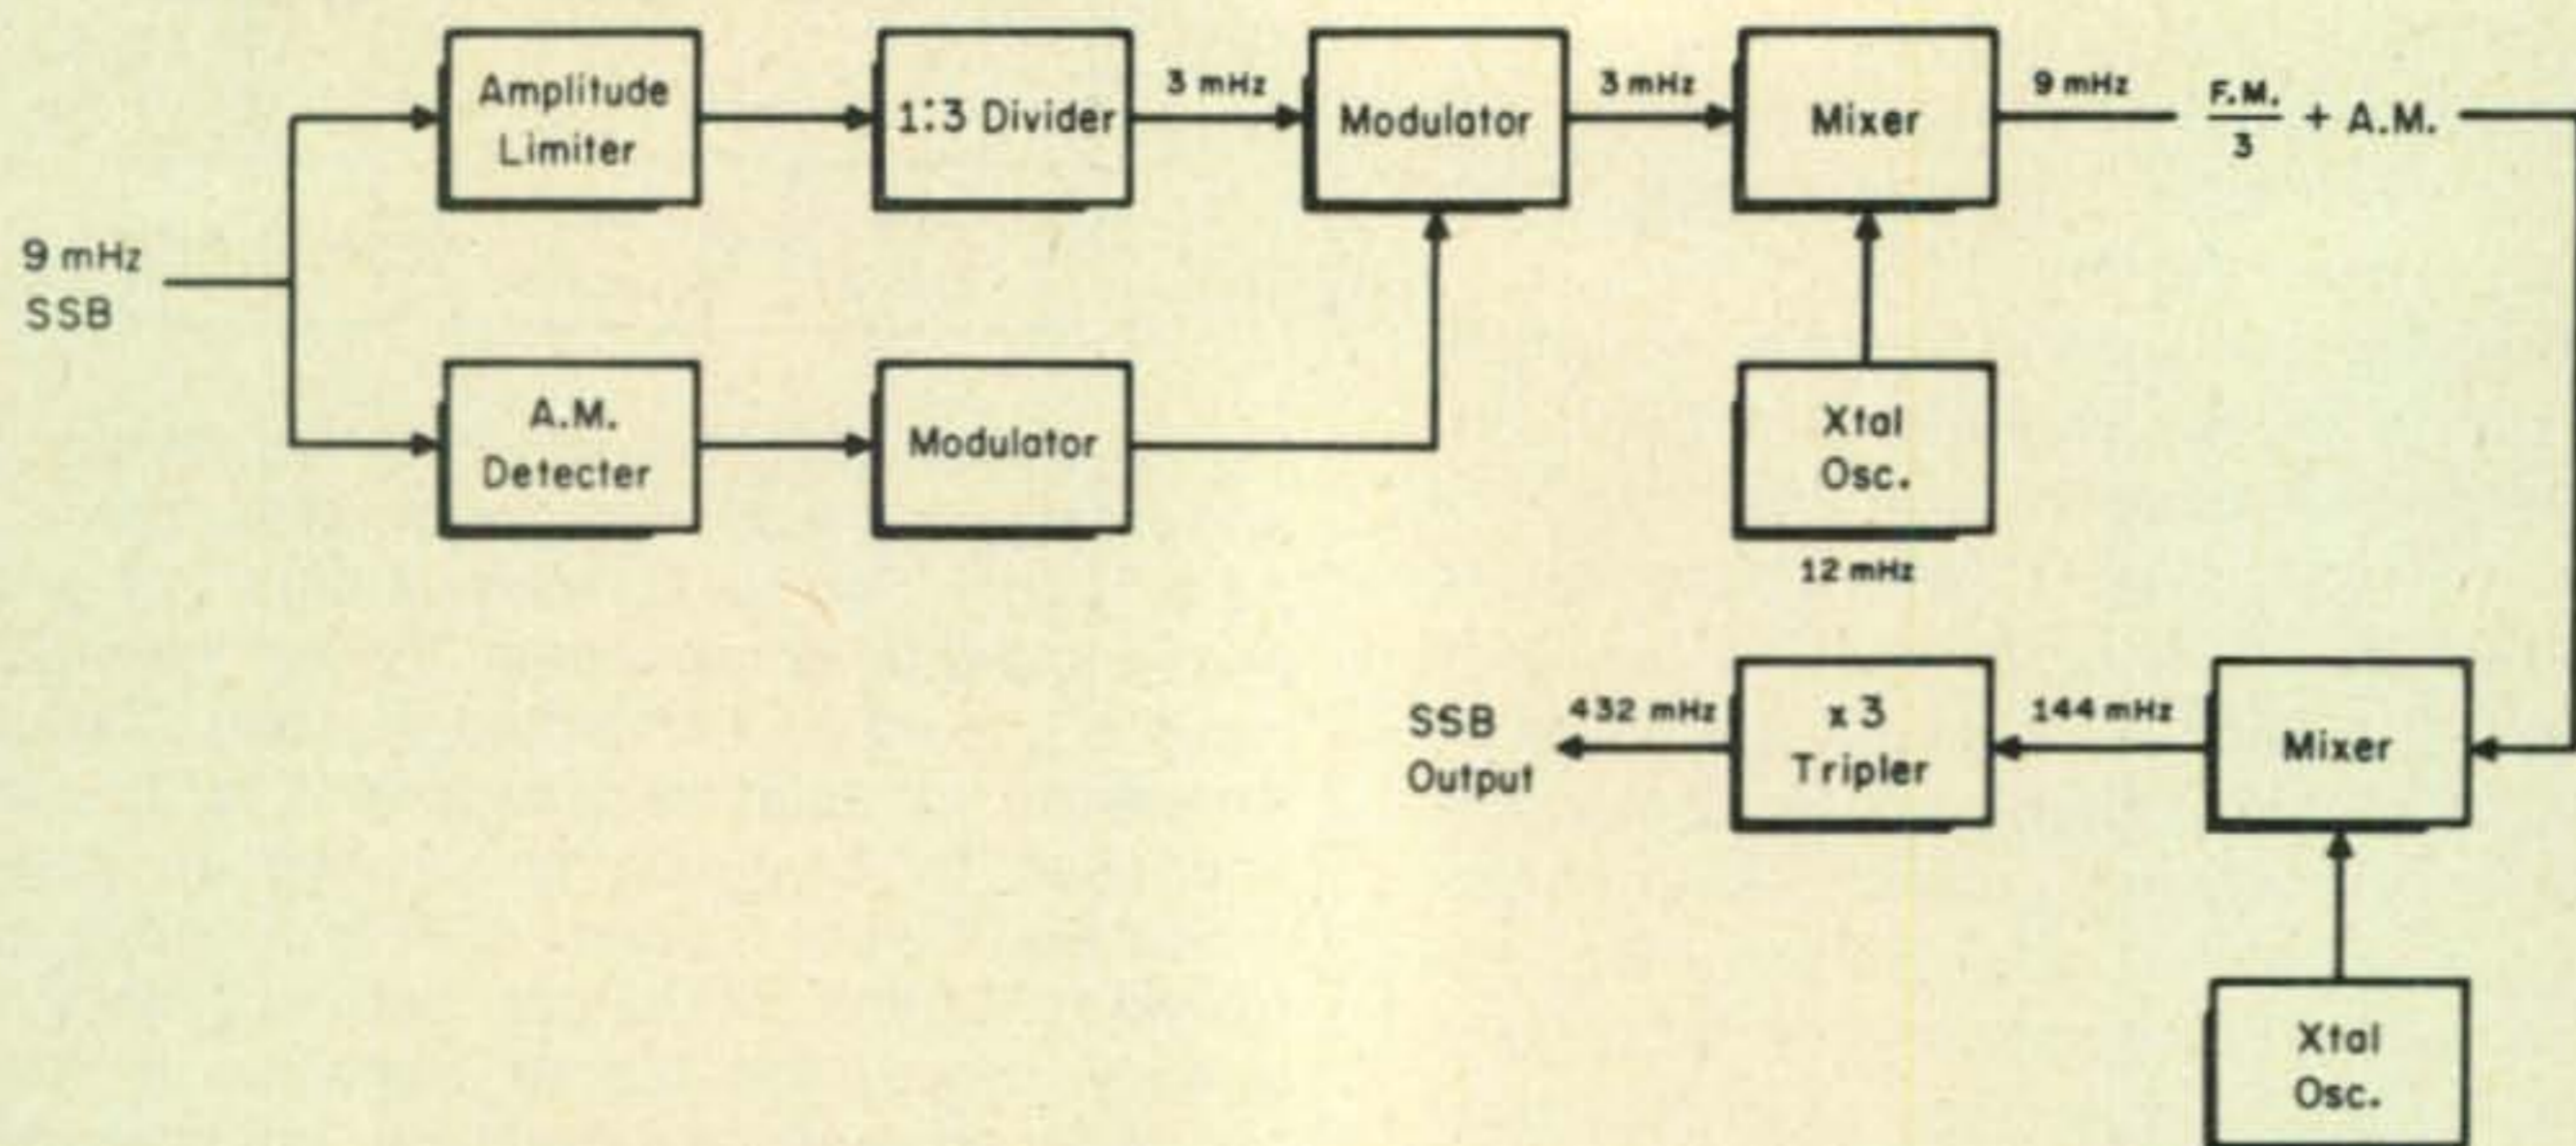 9 mHz
SSB
Amplitude
Limiter
1:3 Divider
3 mHz
Modulator
3 mHz
Mixer
9 mHz
F.M.
3
+ A.M.
A.M.
Detecter
Modulator
Xtal
Osc.
12 mHz
Mixer
144 mHz
x 3
Tripler
432 mHz
SSB
Output
Xtal
Osc.